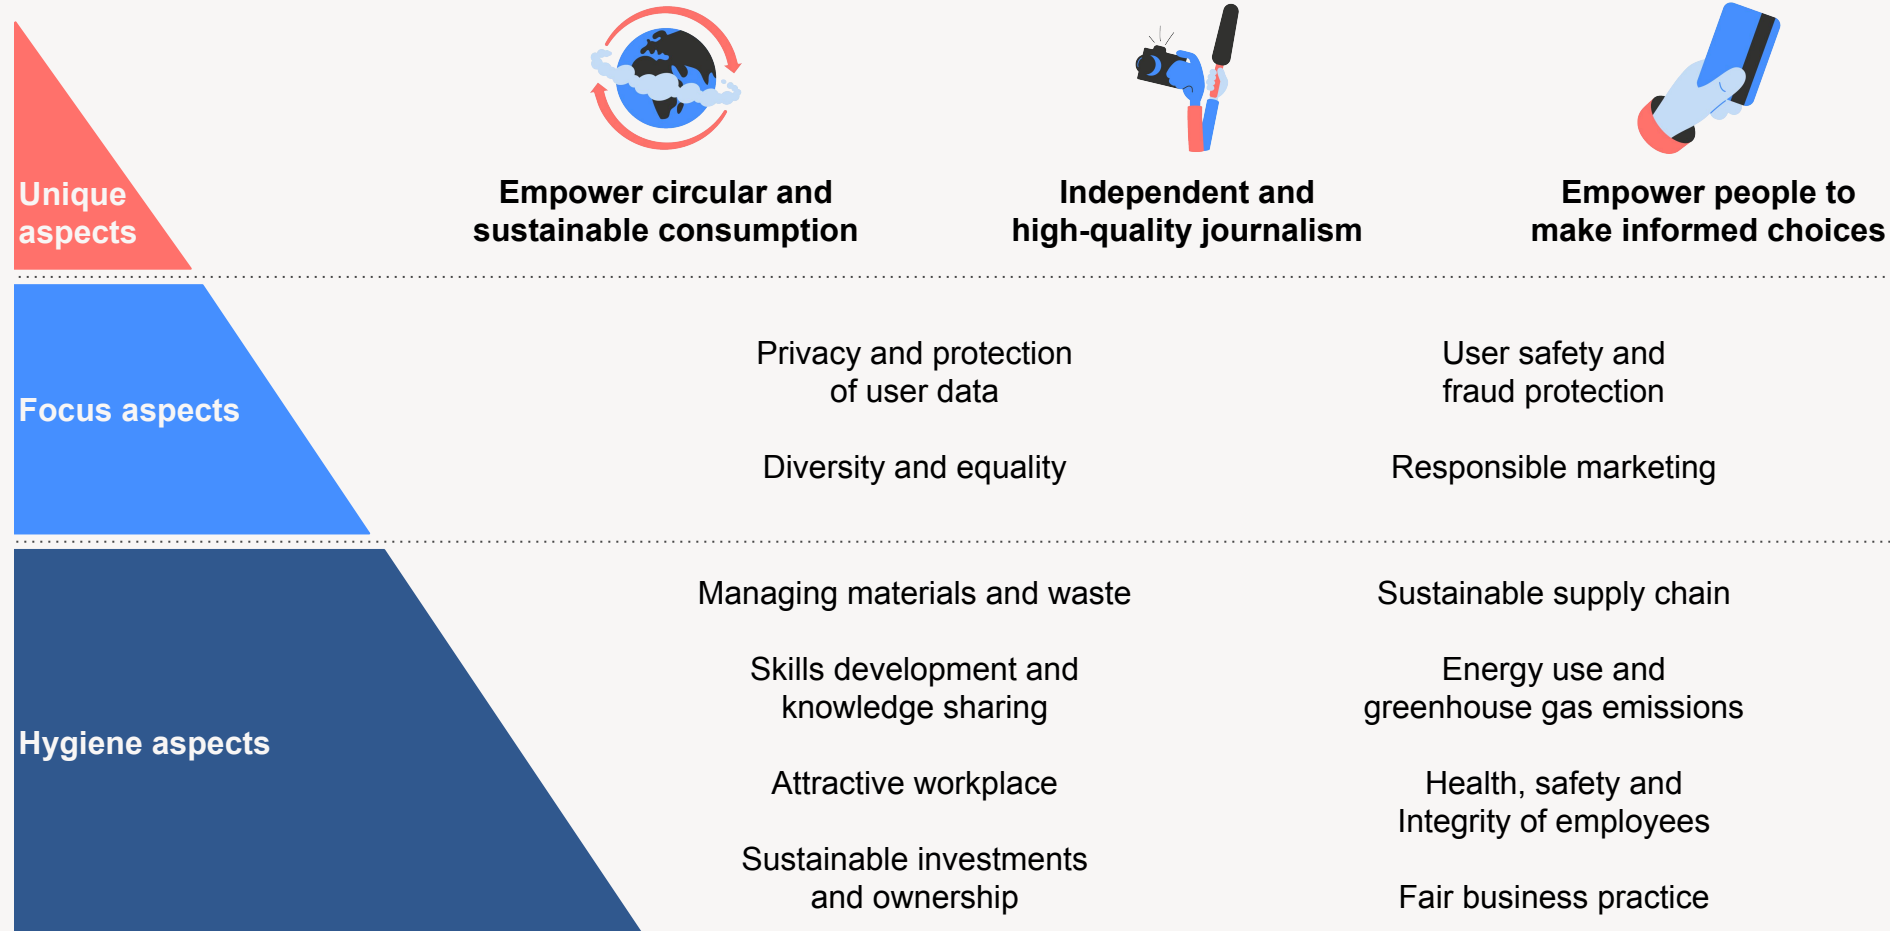 Unique
aspects
Empower circular and
sustainable consumption
Independent and
high-quality journalism
Empower people to
make informed choices
Focus aspects
Privacy and protection
of user data
User safety and
fraud protection
Diversity and equality
Responsible marketing
Hygiene aspects
Managing materials and waste
Sustainable supply chain
Skills development and
knowledge sharing
Energy use and
greenhouse gas emissions
Attractive workplace
Health, safety and
Integrity of employees
Sustainable investments
and ownership
Fair business practice